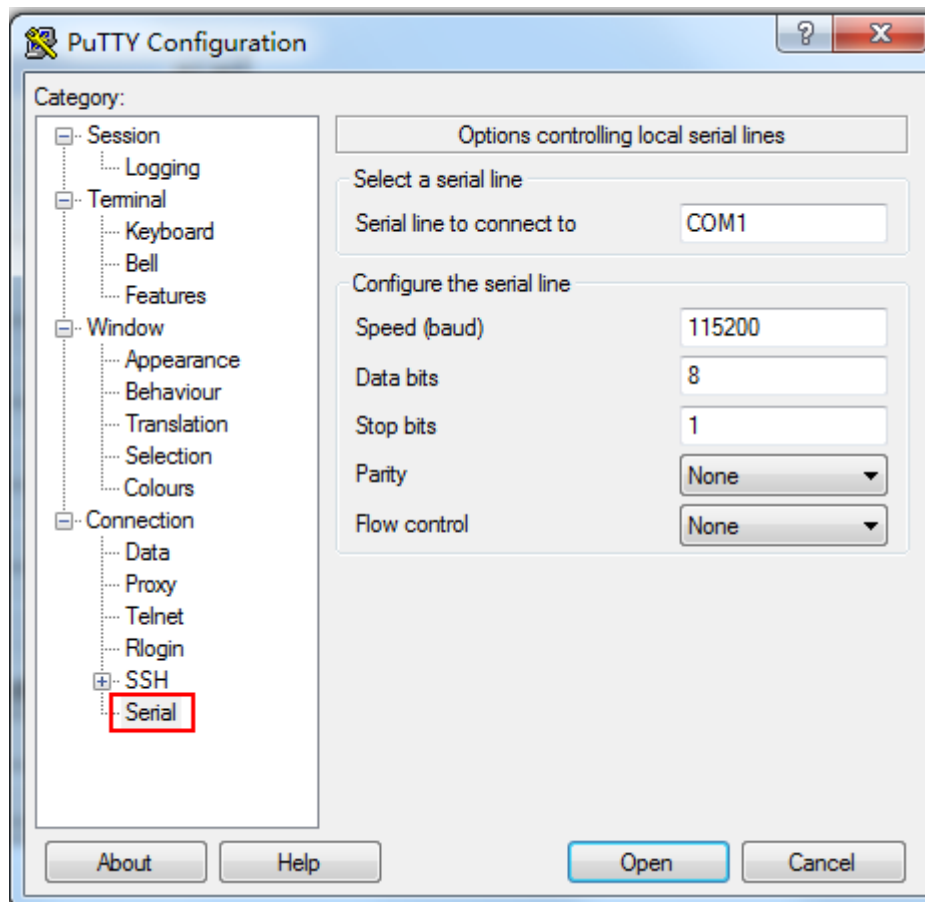 PuTTY Configuration
Category:
Session
Logging
Terminal
Keyboard
Bell
Features
Window
Appearance
Behaviour
Translation
Selection
Colours
Connection
Data
Proxy
Telnet
Rlogin
SSH
Serial
Options controlling local serial lines
Select a serial line
Serial line to connect to COM1
Configure the serial line
Speed (baud) 115200
Data bits 8
Stop bits 1
Parity None
Flow control None
About Help Open Cancel